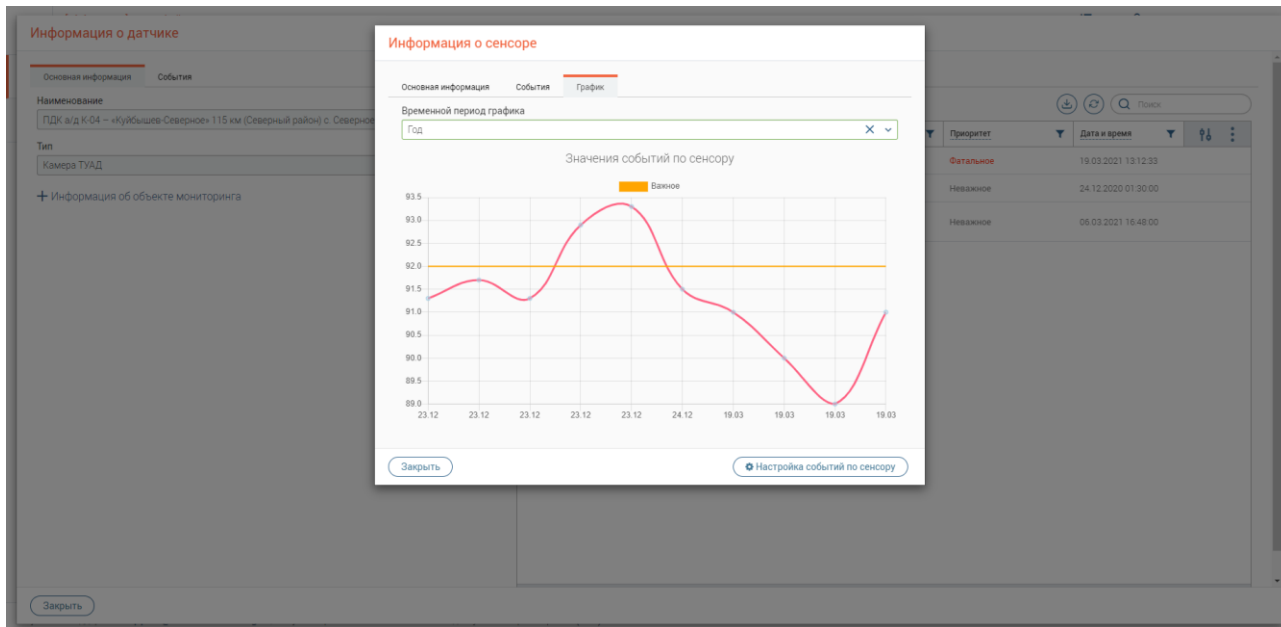 Информация о датчике
Основная информация События
Наименование
ПДК а/д К-04 – «Куйбышев-Северное» 115 км (Северный район) с. Северное
Тип
Камера ТУАД
+ Информация об объекте мониторинга
Закрыть
Информация о сенсоре
Основная информация События График
Временной период графика
Год
Значения событий по сенсору
Важное
93.5
93.0
92.5
92.0
91.5
91.0
90.5
90.0
89.5
89.0
23.12 23.12 23.12 23.12 23.12 24.12 19.03 19.03 19.03 19.03
Закрыть Настройка событий по сенсору
Поиск
Приоритет Дата и время
Фатальное 19.03.2021 13:12:33
Неважное 24.12.2020 01:30:00
Неважное 06.03.2021 16:48:00